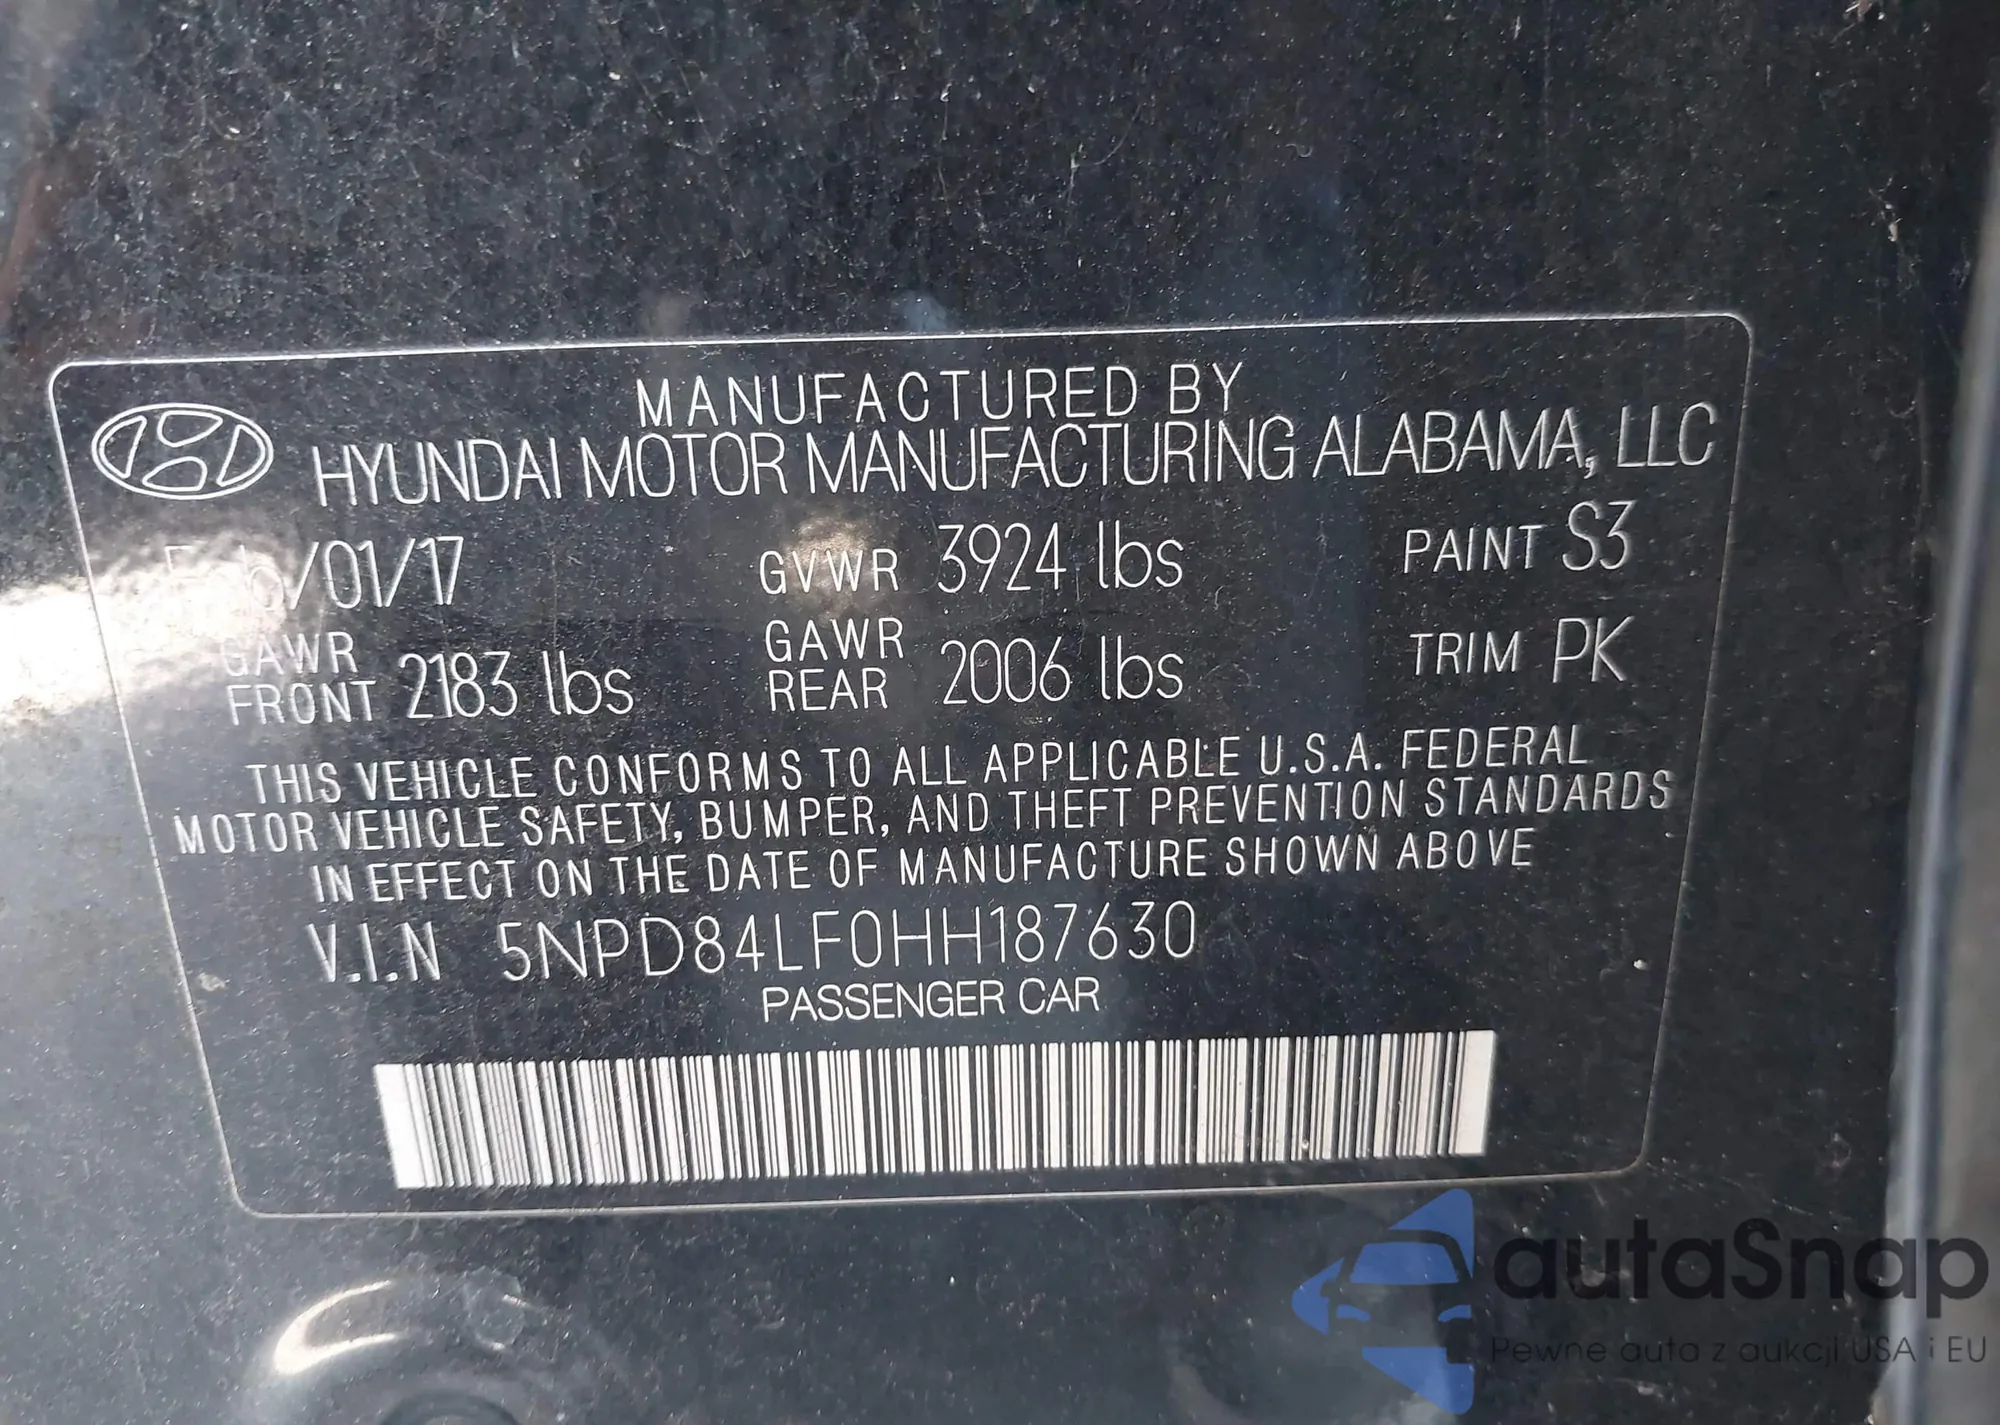 MANUFACTURED BY
HYUNDAI MOTOR MANUFACTURING ALABAMA, LLC
Feb/01/17 GVWR 3924 lbs PAINT S3
GAWR FRONT 2183 lbs GAWR REAR 2006 lbs TRIM PK
THIS VEHICLE CONFORMS TO ALL APPLICABLE U.S.A. FEDERAL
MOTOR VEHICLE SAFETY, BUMPER, AND THEFT PREVENTION STANDARDS
IN EFFECT ON THE DATE OF MANUFACTURE SHOWN ABOVE
V.I.N 5NPD84LF0HH187630
PASSENGER CAR
autaSnap
Pewne auta z aukcji USA i EU